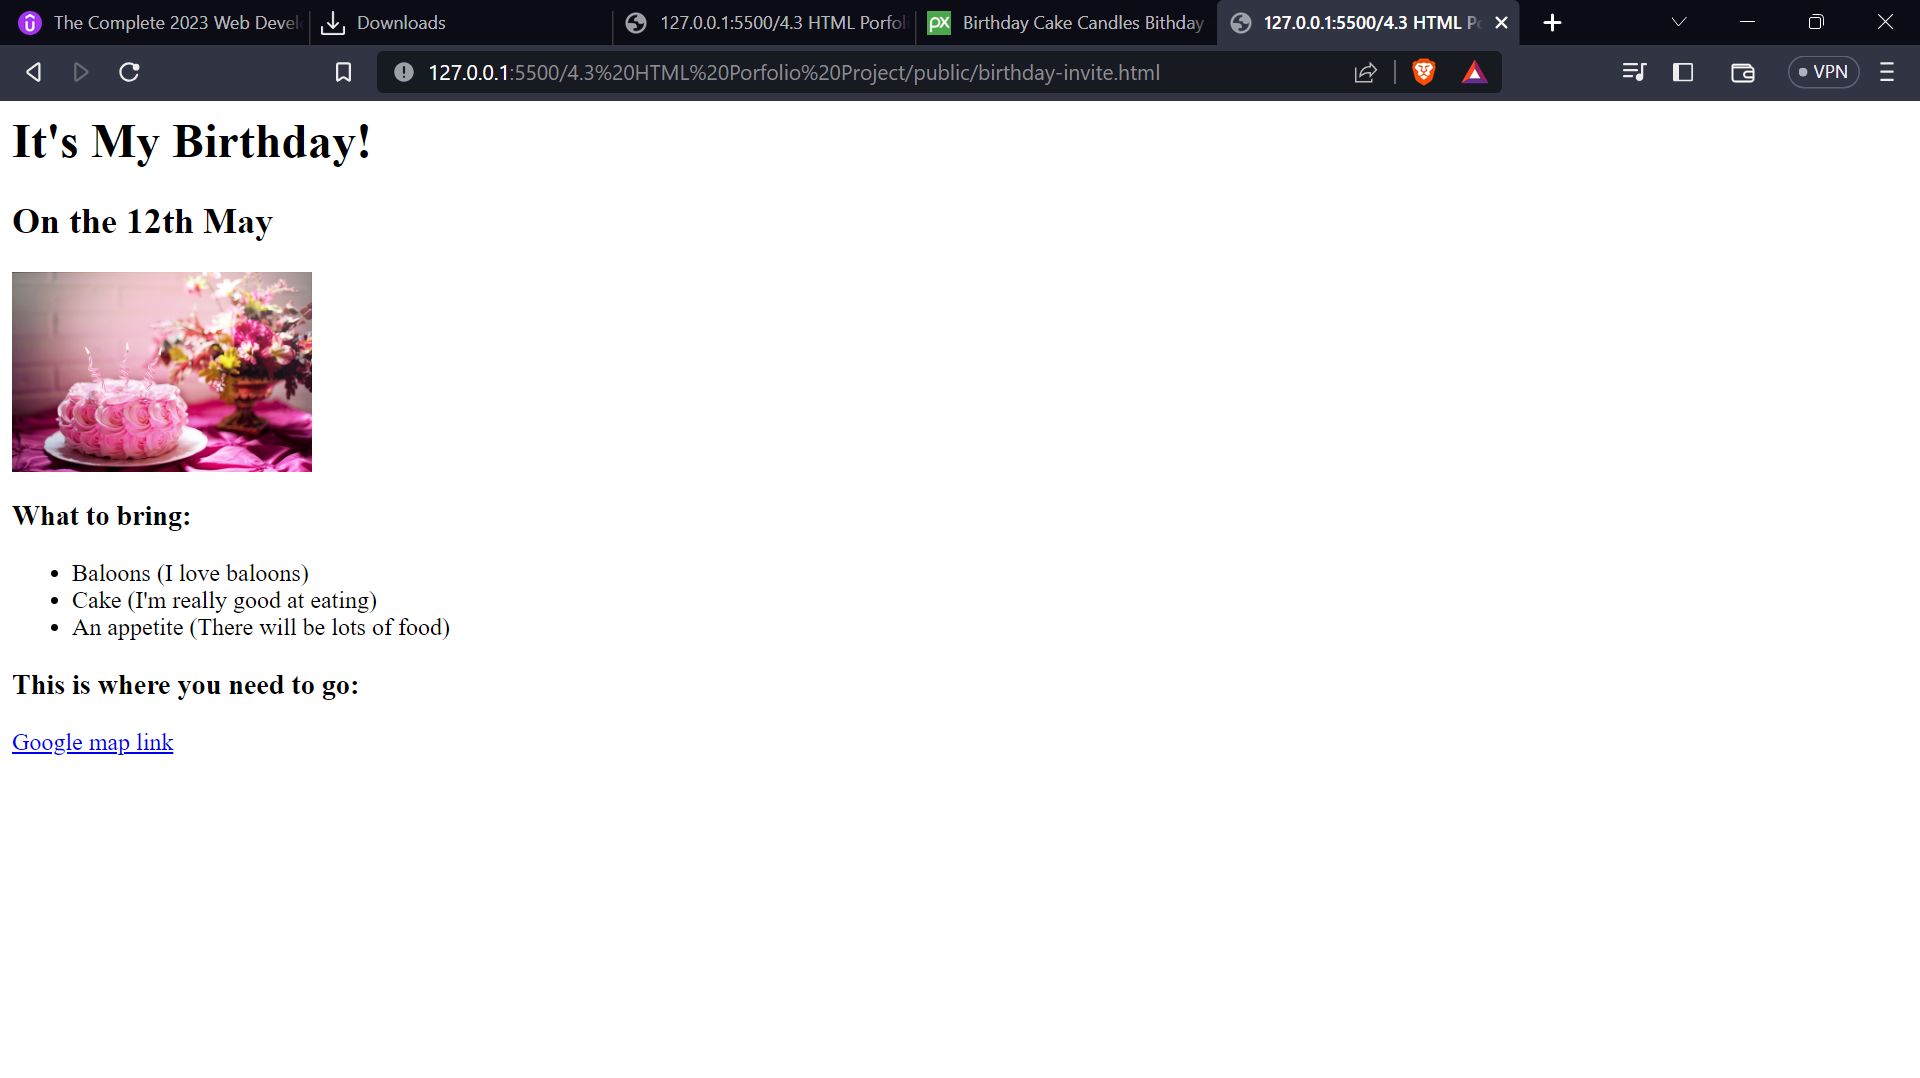 The Complete 2023 Web Devel
Downloads
127.0.0.1:5500/4.3 HTML Porfol
px Birthday Cake Candles Bithday
127.0.0.1:5500/4.3 HTML Po
127.0.0.1:5500/4.3%20HTML%20Porfolio%20Project/public/birthday-invite.html
VPN
It's My Birthday!
On the 12th May
What to bring:
• Baloons (I love baloons)
• Cake (I'm really good at eating)
• An appetite (There will be lots of food)
This is where you need to go:
Google map link